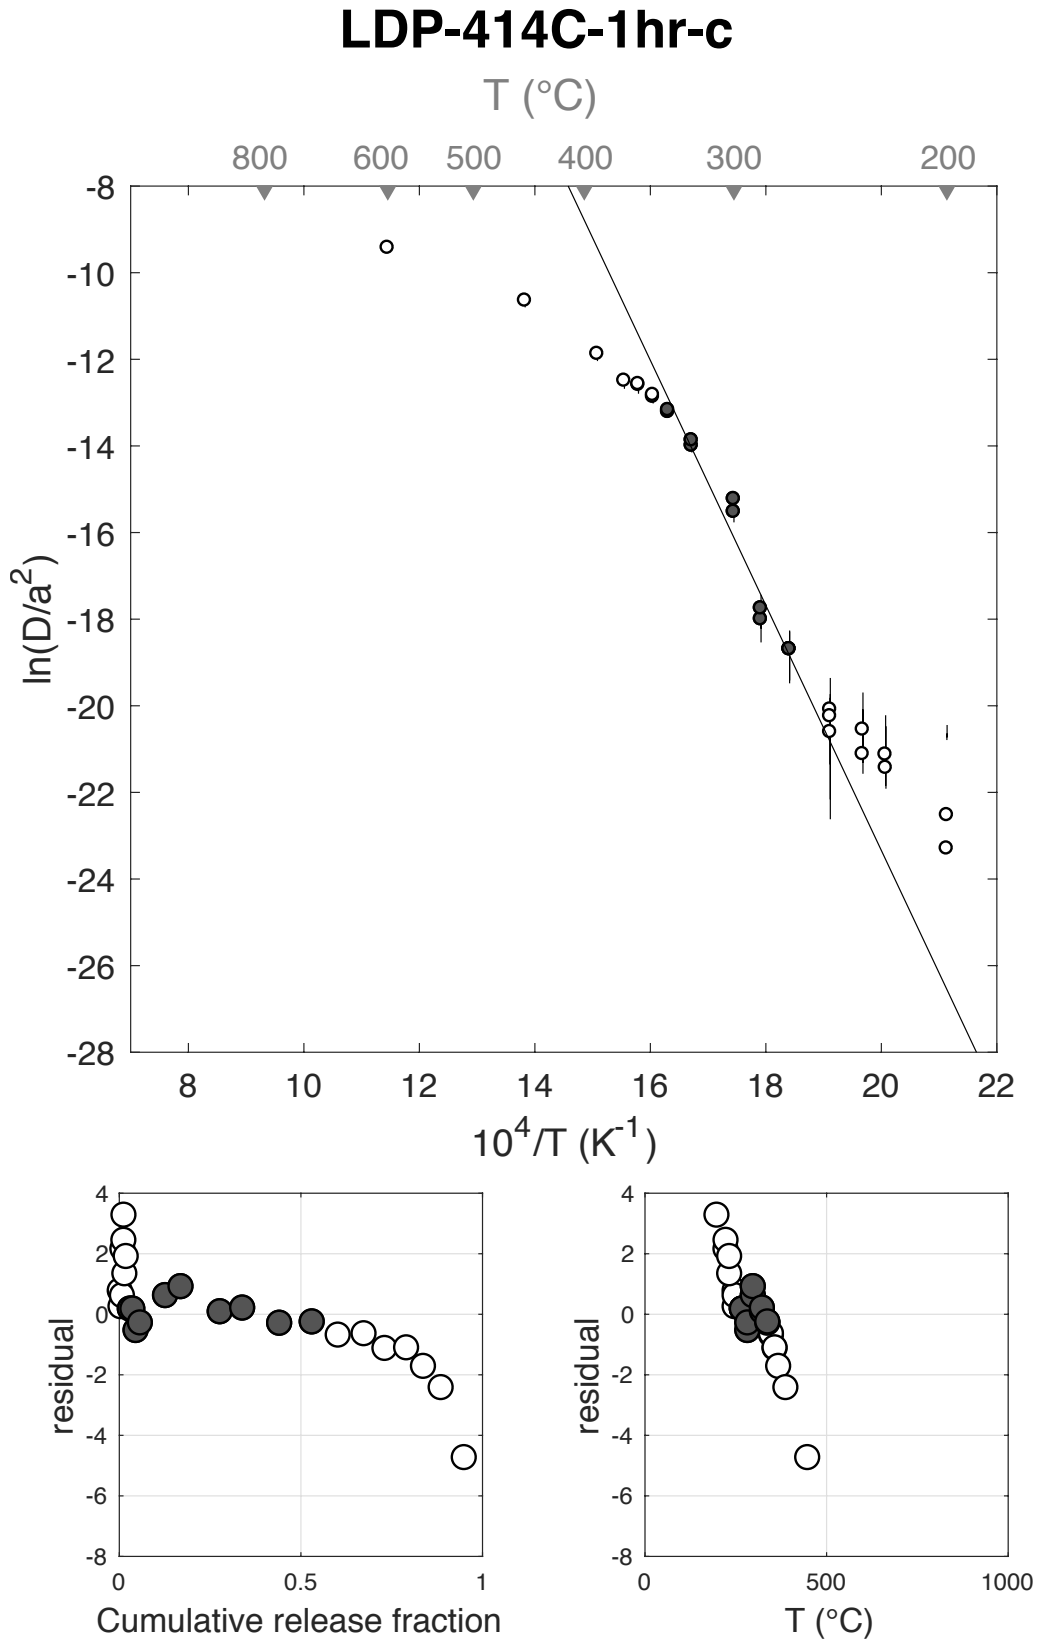 LDP-414C-1hr-c
T (°C)
800 600 500 400 300 200
-8
-10
-12
-14
-16
-18
-20
-22
-24
-26
-28
ln(D/a²)
8 10 12 14 16 18 20 22
10⁴/T (K⁻¹)
4
2
0
-2
-4
-6
-8
residual
0 0.5 1
Cumulative release fraction
4
2
0
-2
-4
-6
-8
residual
0 500 1000
T (°C)